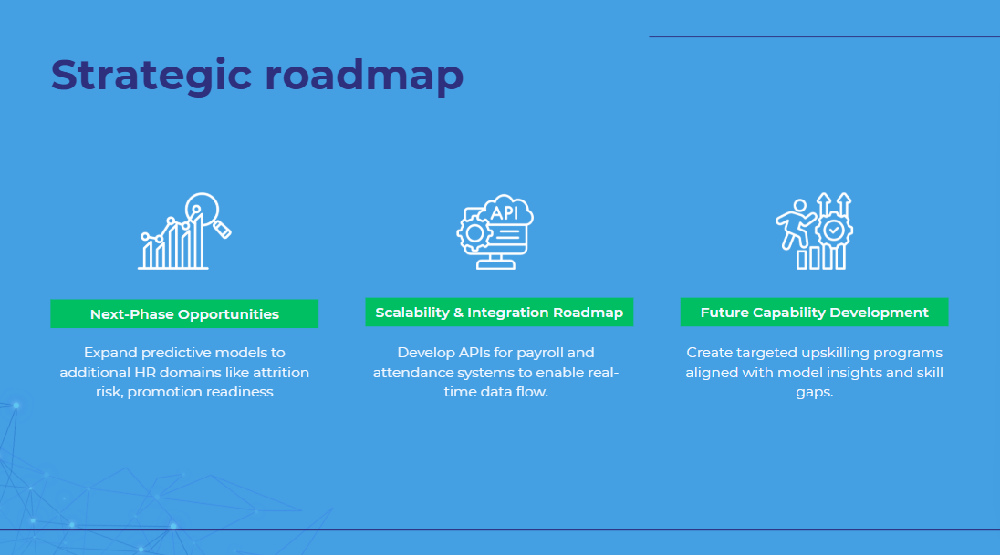 Strategic roadmap
API
Next-Phase Opportunities
Expand predictive models to
additional HR domains like attrition
risk, promotion readiness
Scalability & Integration Roadmap
Develop APIs for payroll and
attendance systems to enable real-
time data flow.
Future Capability Development
Create targeted upskilling programs
aligned with model insights and skill
gaps.